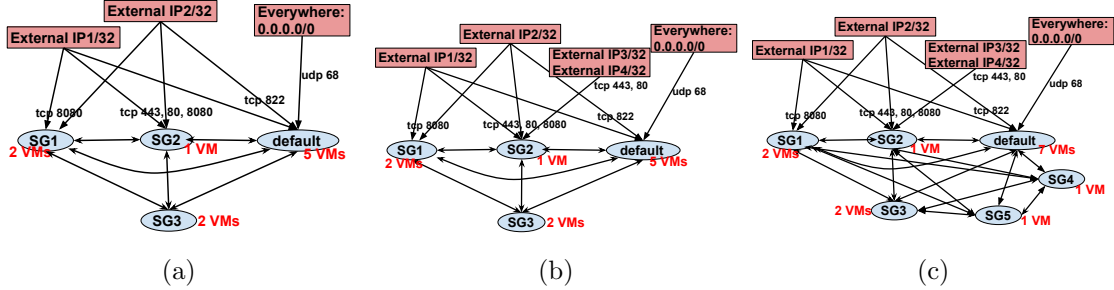 External IP2/32
Everywhere:
0.0.0.0/0
External IP1/32
udp 68
tcp 822
tcp 8080
tcp 443, 80, 8080
SG1
SG2
default
2 VMs
1 VM
5 VMs
SG3
2 VMs
(a)
External IP2/32
Everywhere:
0.0.0.0/0
External IP1/32
External IP3/32
External IP4/32
tcp 443, 80
udp 68
tcp 8080
tcp 443, 80, 8080
tcp 822
SG1
SG2
default
2 VMs
1 VM
5 VMs
SG3
2 VMs
(b)
External IP2/32
Everywhere:
0.0.0.0/0
External IP1/32
External IP3/32
External IP4/32
tcp 443, 80
udp 68
tcp 822
tcp 8080
tcp 443, 80, 8080
SG1
SG2
default
2 VMs
1 VM
7 VMs
SG4
1 VM
2 VMs
SG3
SG5
1 VM
(c)